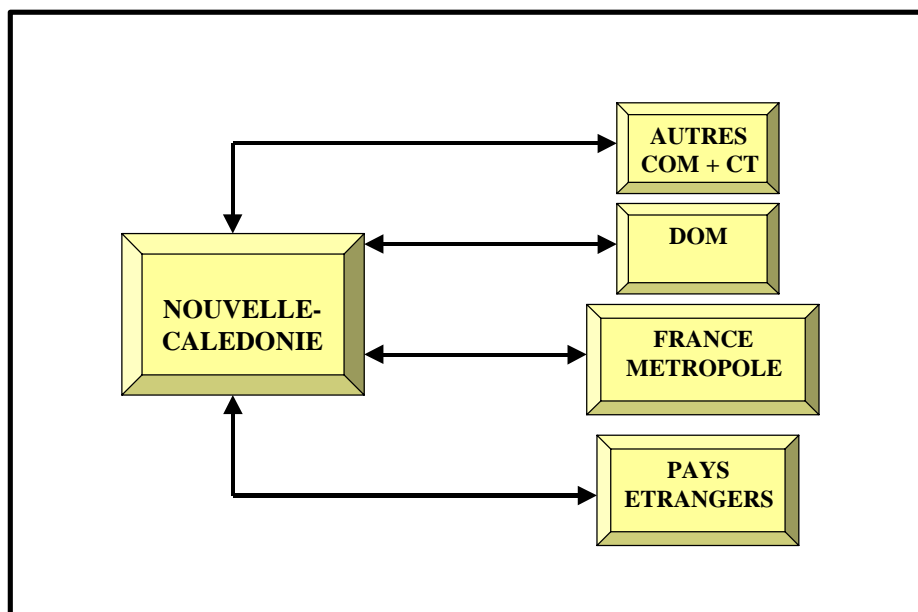 AUTRES
COM + CT
DOM
NOUVELLE-
CALEDONIE
FRANCE
METROPOLE
PAYS
ETRANGERS